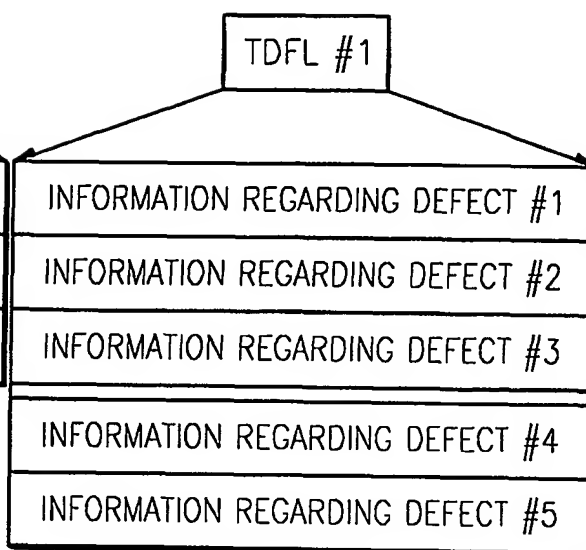 TDFL #1
INFORMATION REGARDING DEFECT #1
INFORMATION REGARDING DEFECT #2
INFORMATION REGARDING DEFECT #3
INFORMATION REGARDING DEFECT #4
INFORMATION REGARDING DEFECT #5